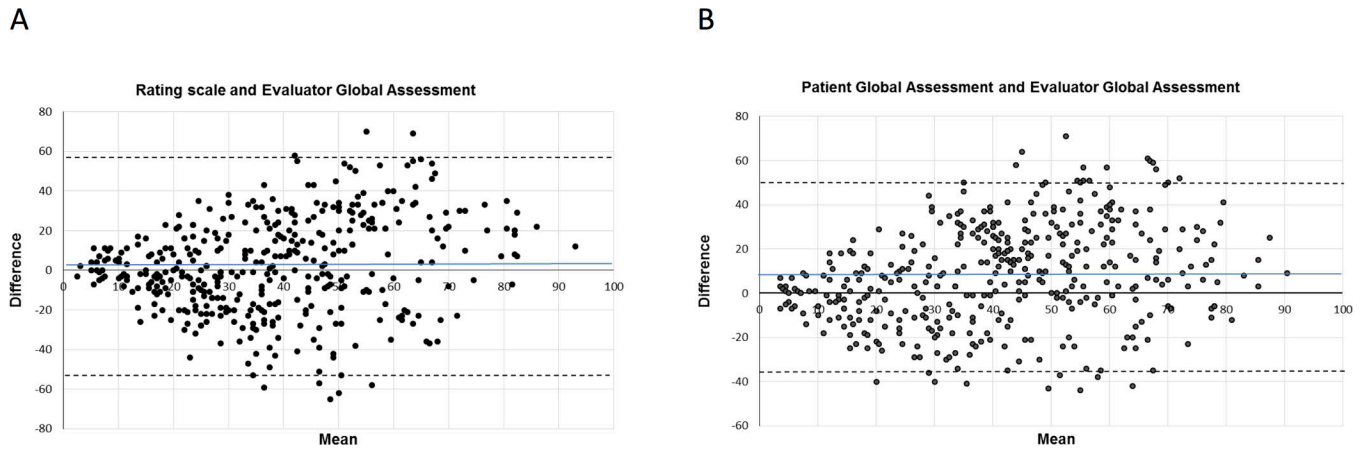 A
B
Rating scale and Evaluator Global Assessment
80
60
40
20
0
-20
-40
-60
-80
0 10 20 30 40 50 60 70 80 90 100
Difference
Mean
Patient Global Assessment and Evaluator Global Assessment
80
60
40
20
0
-20
-40
-60
0 10 20 30 40 50 60 70 80 90 100
Difference
Mean